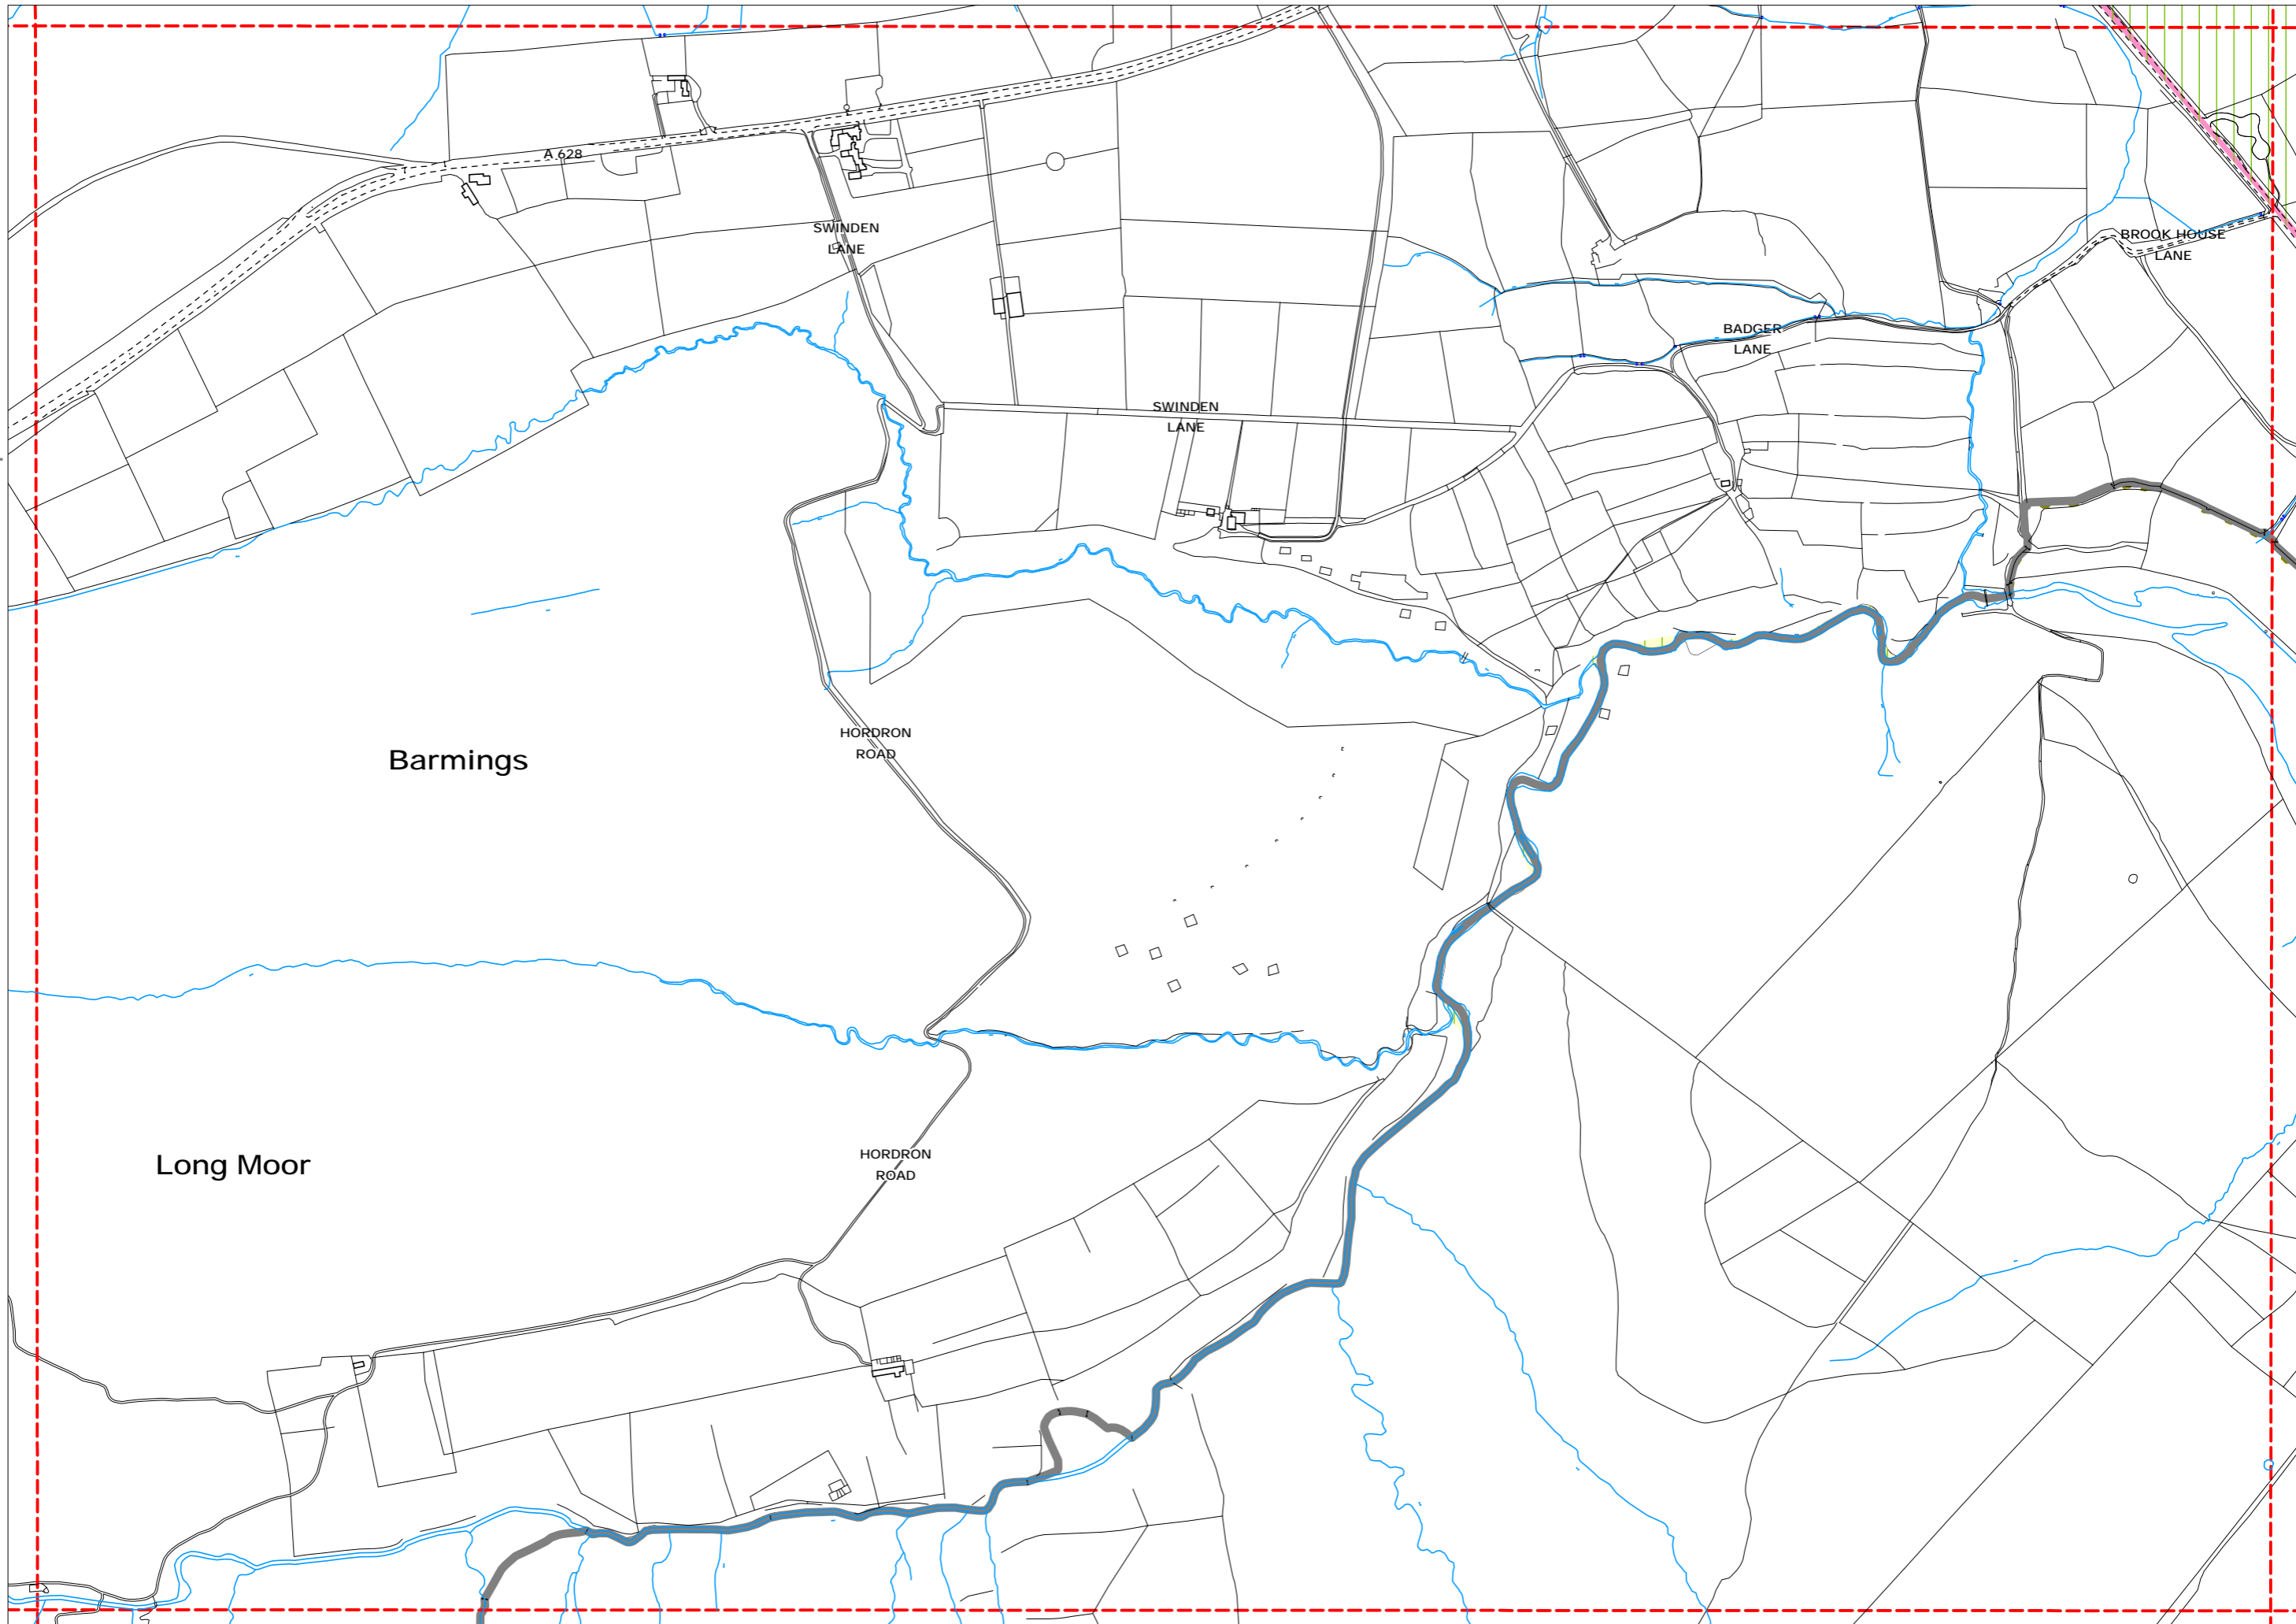 A 628
SWINDEN
LANE
BROOK HOUSE
LANE
BADGER
LANE
SWINDEN
LANE
HORDRON
ROAD
Barmings
HORDRON
ROAD
Long Moor